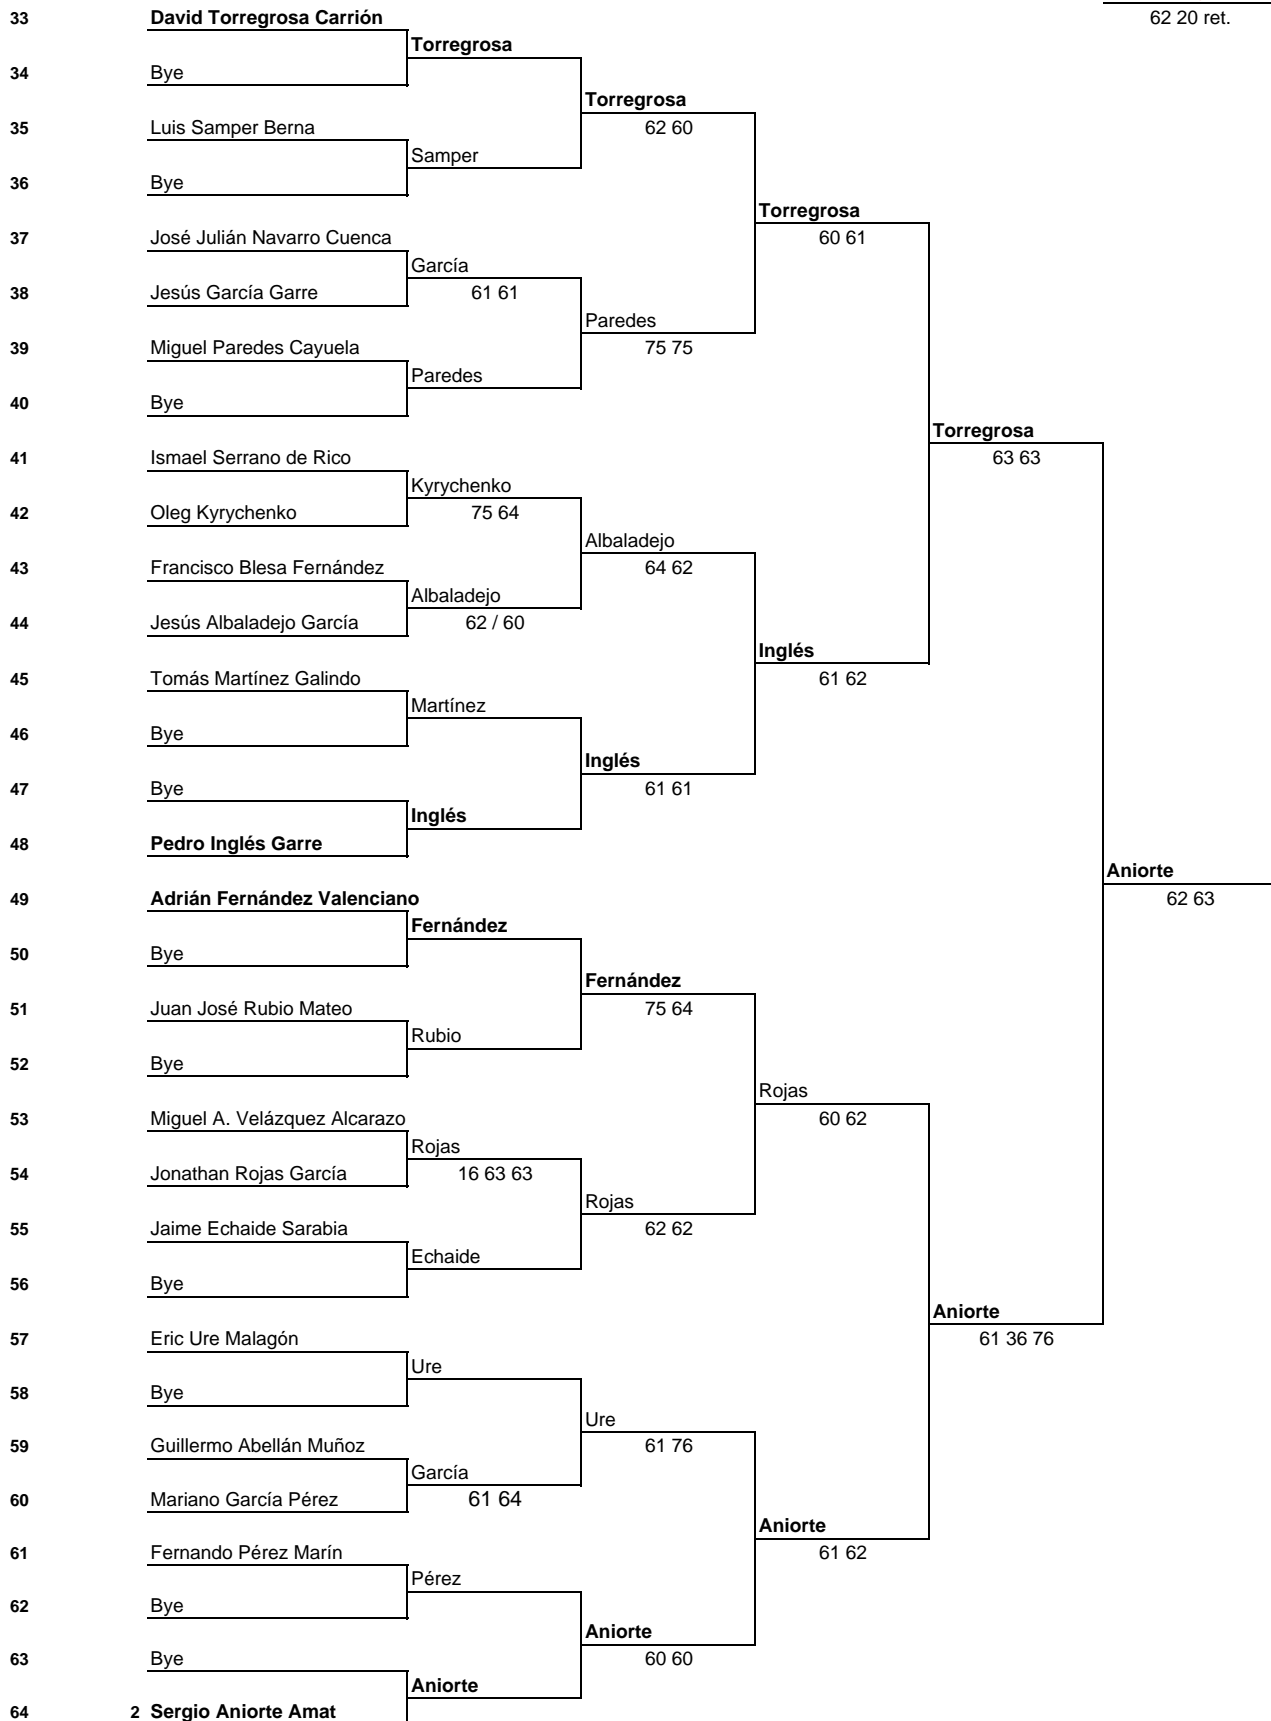 33 David Torregrosa Carrión 62 20 ret.
Torregrosa
34 Bye
Torregrosa
35 Luis Samper Berna 62 60
Samper
36 Bye
Torregrosa
37 José Julián Navarro Cuenca 60 61
García
38 Jesús García Garre 61 61
Paredes
39 Miguel Paredes Cayuela 75 75
Paredes
40 Bye
Torregrosa
41 Ismael Serrano de Rico 63 63
Kyrychenko
42 Oleg Kyrychenko 75 64
Albaladejo
43 Francisco Blesa Fernández 64 62
Albaladejo
44 Jesús Albaladejo García 62 / 60
Inglés
45 Tomás Martínez Galindo 61 62
Martínez
46 Bye
Inglés
47 Bye 61 61
Inglés
48 Pedro Inglés Garre
Aniorte
49 Adrián Fernández Valenciano 62 63
Fernández
50 Bye
Fernández
51 Juan José Rubio Mateo 75 64
Rubio
52 Bye
Rojas
53 Miguel A. Velázquez Alcarazo 60 62
Rojas
54 Jonathan Rojas García 16 63 63
Rojas
55 Jaime Echaide Sarabia 62 62
Echaide
56 Bye
Aniorte
57 Eric Ure Malagón 61 36 76
Ure
58 Bye
Ure
59 Guillermo Abellán Muñoz 61 76
García
60 Mariano García Pérez 61 64
Aniorte
61 Fernando Pérez Marín 61 62
Pérez
62 Bye
Aniorte
63 Bye 60 60
Aniorte
64 2 Sergio Aniorte Amat